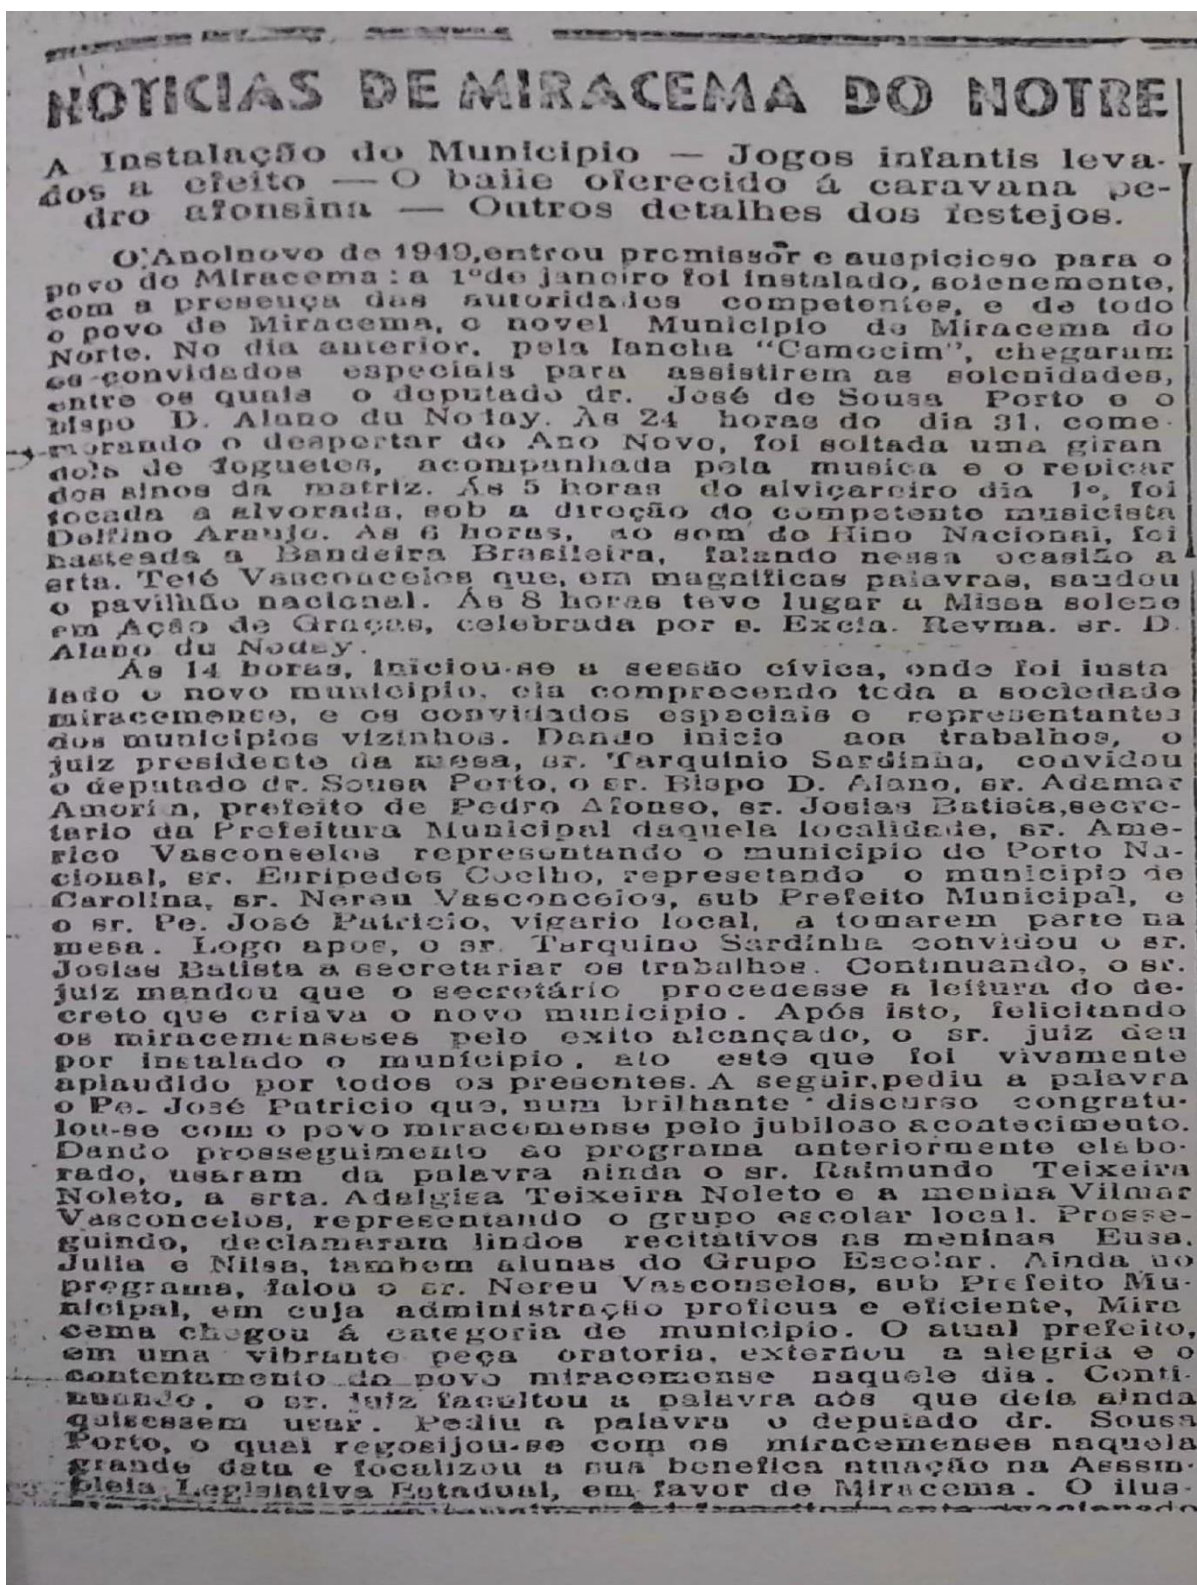 NOTICIAS DE MIRACEMA DO NOTRE
A Instalação do Municipio — Jogos infantis leva-
dos a efeito — O baile oferecido á caravana pe-
dro afonsina — Outros detalhes dos festejos.
O Anolnovo de 1949,entrou promissor e auspicioso para o
povo de Miracema: a 1º de janeiro foi instalado, solenemente,
com a presença das autoridades competentes, e de todo
o povo de Miracema, o novel Municipio de Miracema do
Norte. No dia anterior, pela lancha "Camocim", chegaram
os convidados especiais para assistirem as solenidades,
entre os quais o deputado dr. José de Sousa Porto e o
bispo D. Alano du Noday. Às 24 horas do dia 31, come-
morando o despertar do Ano Novo, foi soltada uma giran
dola de foguetes, acompanhada pela musica e o repicar
dos sinos da matriz. Ás 5 horas do alviçareiro dia 1º, foi
tocada a alvorada, sob a direção do competente musicista
Delfino Araujo. As 6 horas, ao som do Hino Nacional, foi
hasteada a Bandeira Brasileira, falando nessa ocasião a
srta. Teté Vasconcelos que, em magnificas palavras, saudou
o pavilhão nacional. Ás 8 horas teve lugar a Missa solene
em Ação de Graças, celebrada por s. Excia. Revma. sr. D.
Alano du Noday.
Ás 14 horas, iniciou-se a sessão cívica, onde foi insta
lado o novo municipio, ela comprecendo toda a sociedade
miracemence, e os convidados espaciais e representantes
dos municipios vizinhos. Dando inicio aos trabalhos, o
juiz presidente da mesa, sr. Tarquinio Sardinha, convidou
o deputado dr. Sousa Porto, o sr. Bispo D. Alano, sr. Ademar
Amorin, prefeito de Pedro Afonso, sr. Josias Batista,secre-
tario da Prefeitura Municipal daquela localidade, sr. Ame-
rico Vasconselos representando o municipio de Porto Na-
cional, sr. Euripedes Coelho, represetando o municipio de
Carolina, sr. Nereu Vasconcelos, sub Prefeito Municipal, e
o sr. Pe. José Patricio, vigario local, a tomarem parte na
mesa. Logo apos, o sr. Tarquino Sardinha convidou o sr.
Josias Batista a secretariar os trabalhos. Continuando, o sr.
juiz mandou que o secretário procedesse a leitura do de-
creto que criava o novo municipio. Após isto, felicitando
os miracemenseses pelo exito alcançado, o sr. juiz deu
por instalado o munícipio, ato este que foi vivamente
aplaudido por todos os presentes. A seguir,pediu a palavra
o Pe. José Patricio que, num brilhante discurso congratu-
lou-se com o povo miracemense pelo jubiloso acontecimento.
Dando prosseguimento ao programa anteriormente elabo-
rado, usaram da palavra ainda o sr. Raimundo Teixeira
Noleto, a srta. Adalgisa Teixeira Noleto e a menina Vilmar
Vasconcelos, representando o grupo escolar local. Prosse-
guindo, declamaram lindos recitativos as meninas Eusa,
Julia e Nilsa, tambem alunas do Grupo Escolar. Ainda no
programa, falou o sr. Nereu Vasconselos, sub Prefeito Mu-
nicipal, em cuja administração proficua e eficiente, Mira
cema chegou á categoria de municipio. O atual prefeito,
em uma vibrante peça oratoria, externou a alegria e o
contentamento do povo miracemense naquele dia. Conti-
nuando, o sr. juiz facultou a palavra aos que dela ainda
quisessem usar. Pediu a palavra o deputado dr. Sousa
Porto, o qual regosijou-se com os miracemenses naquela
grande data e focalizou a sua benefica atuação na Asssm-
bleia Legislativa Estadual, em favor de Miracema. O ilus-